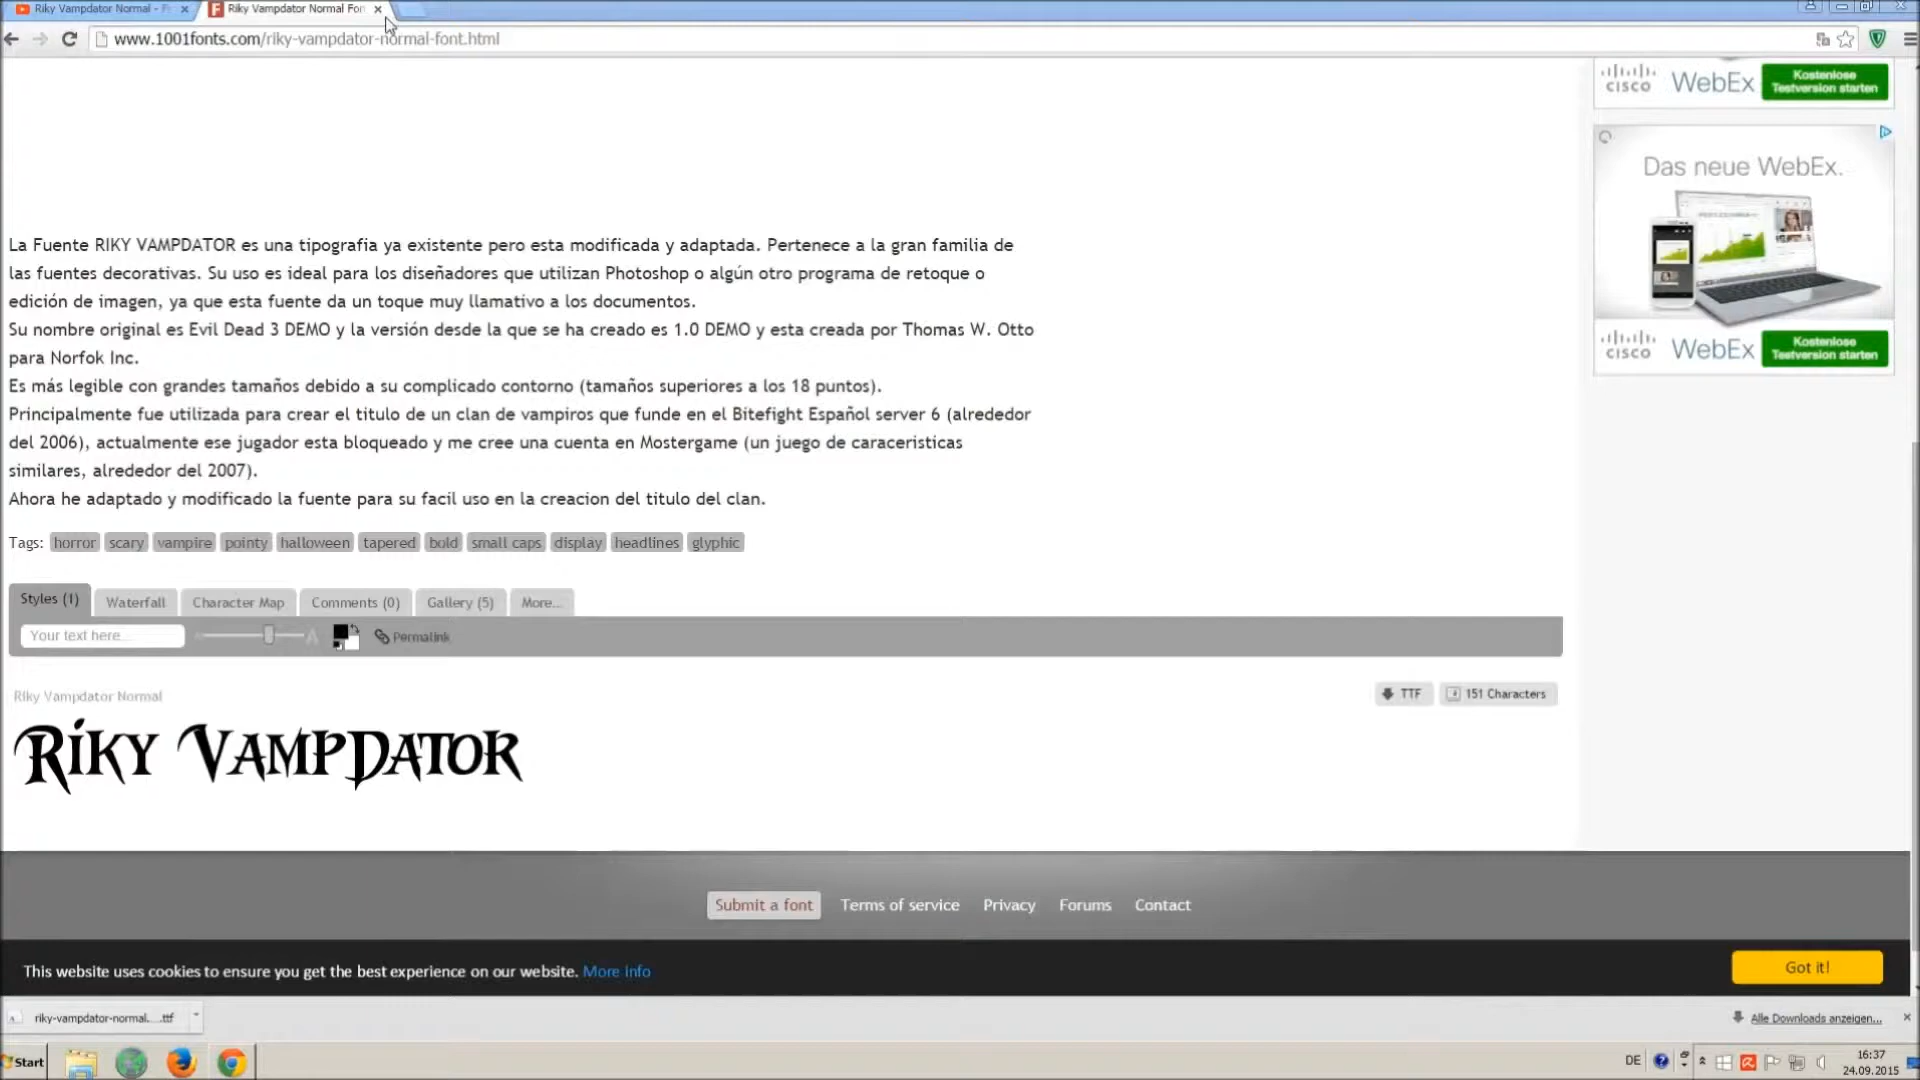 Riky Vampdator Normal -
Riky Vampdator Normal For
www.1001fonts.com/riky-vampdator-normal-font.html
CISCO WebEx Kostenlose
Testversion starten
Das neue WebEx.
CISCO WebEx Kostenlose
Testversion starten
La Fuente RIKY VAMPDATOR es una tipografia ya existente pero esta modificada y adaptada. Pertenece a la gran familia de
las fuentes decorativas. Su uso es ideal para los diseñadores que utilizan Photoshop o algún otro programa de retoque o
edición de imagen, ya que esta fuente da un toque muy llamativo a los documentos.
Su nombre original es Evil Dead 3 DEMO y la versión desde la que se ha creado es 1.0 DEMO y esta creada por Thomas W. Otto
para Norfok Inc.
Es más legible con grandes tamaños debido a su complicado contorno (tamaños superiores a los 18 puntos).
Principalmente fue utilizada para crear el titulo de un clan de vampiros que funde en el Bitefight Español server 6 (alrededor
del 2006), actualmente ese jugador esta bloqueado y me cree una cuenta en Mostergame (un juego de caraceristicas
similares, alrededor del 2007).
Ahora he adaptado y modificado la fuente para su facil uso en la creacion del titulo del clan.
Tags: horror scary vampire pointy halloween tapered bold small caps display headlines glyphic
Styles (1) Waterfall Character Map Comments (0) Gallery (5) More...
Your text here... A Permalink
Riky Vampdator Normal TTF 151 Characters
Riky Vampdator
Submit a font Terms of service Privacy Forums Contact
This website uses cookies to ensure you get the best experience on our website. More info Got it!
riky-vampdator-normal....ttf Alle Downloads anzeigen...
Start DE 16:37
24.09.2015